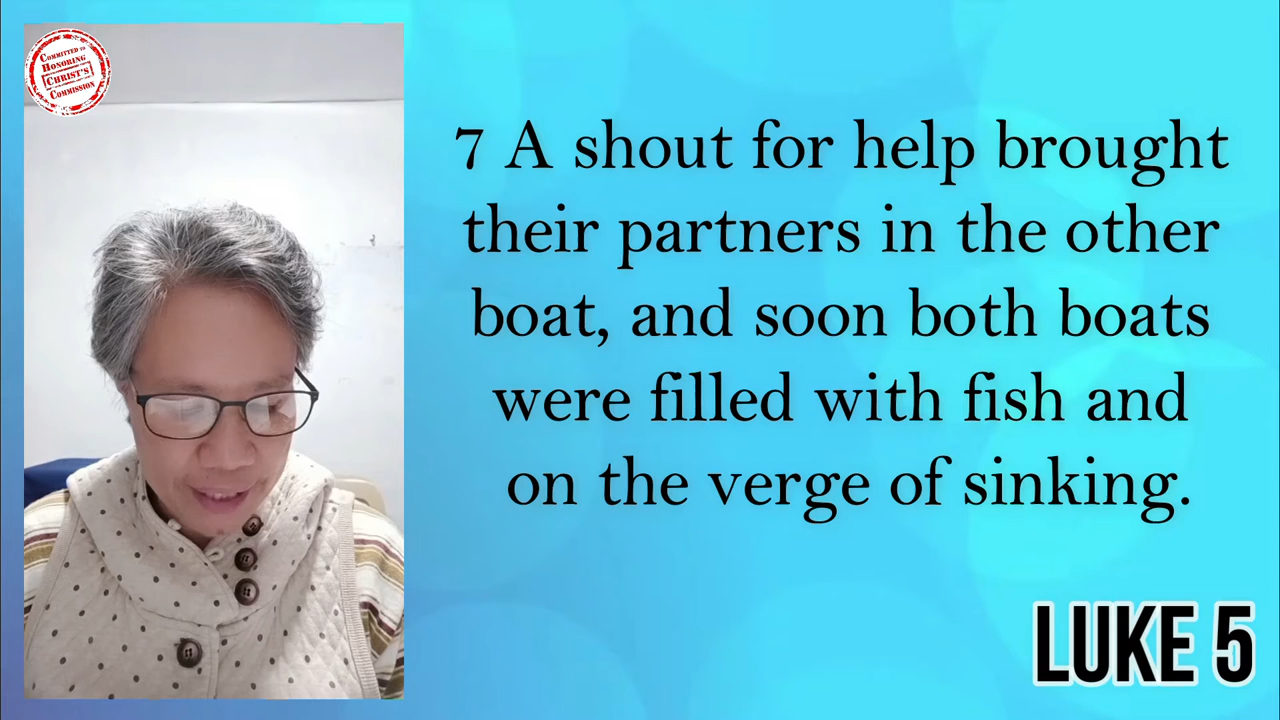 COMMITTED TO
HONORING
CHRIST'S
COMMISSION
7 A shout for help brought
their partners in the other
boat, and soon both boats
were filled with fish and
on the verge of sinking.
LUKE 5